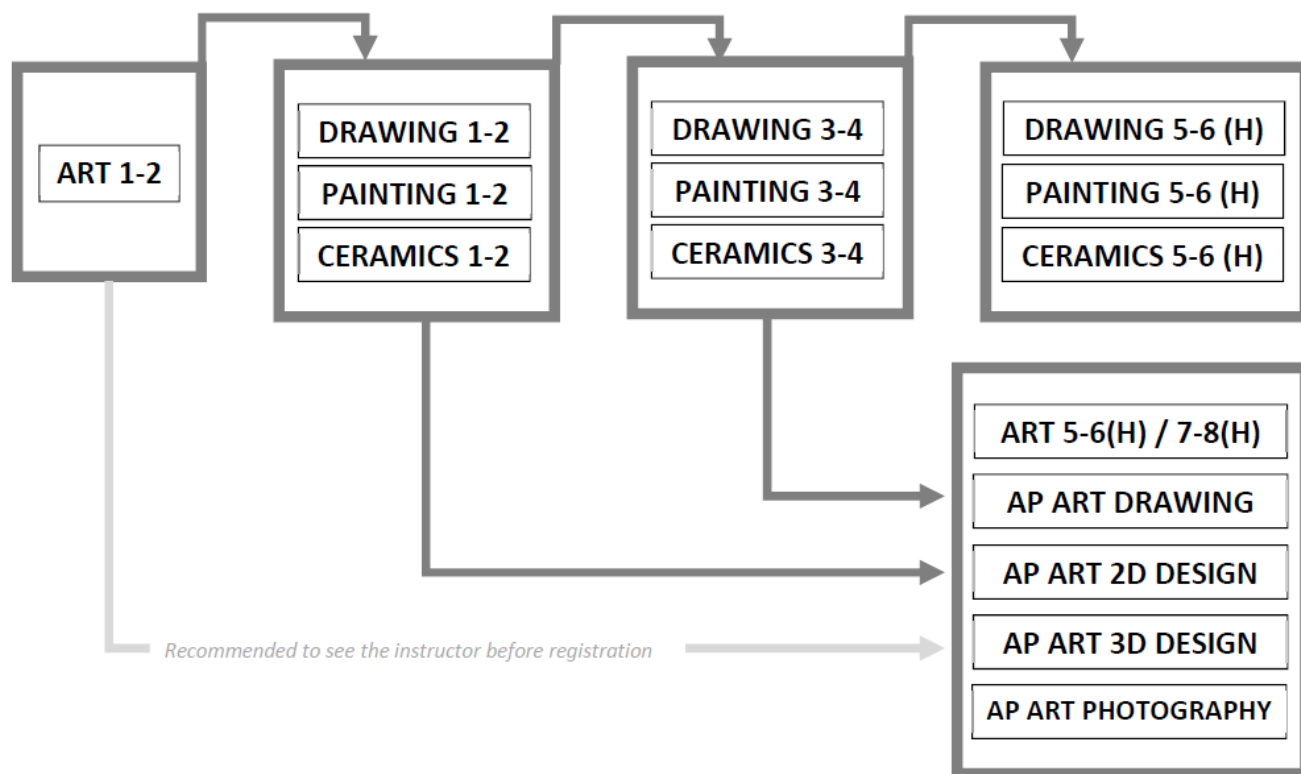 ART 1-2
DRAWING 1-2
PAINTING 1-2
CERAMICS 1-2
DRAWING 3-4
PAINTING 3-4
CERAMICS 3-4
DRAWING 5-6 (H)
PAINTING 5-6 (H)
CERAMICS 5-6 (H)
ART 5-6(H) / 7-8(H)
AP ART DRAWING
AP ART 2D DESIGN
AP ART 3D DESIGN
AP ART PHOTOGRAPHY
Recommended to see the instructor before registration